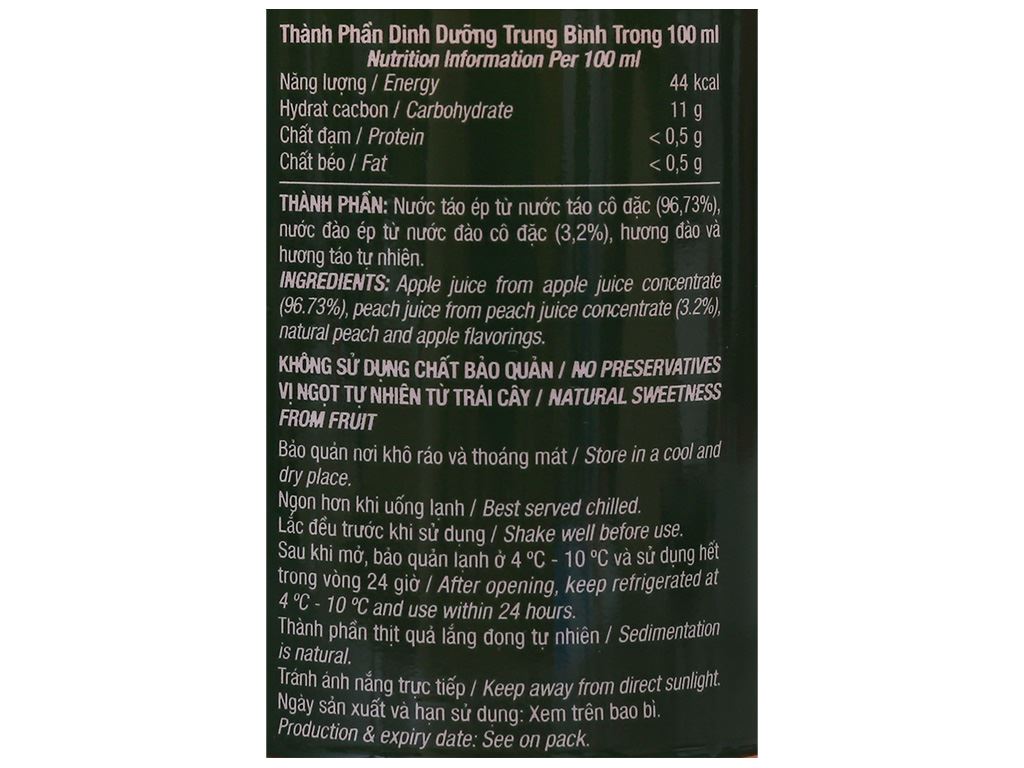 Thành Phần Dinh Dưỡng Trung Bình Trong 100 ml
Nutrition Information Per 100 ml
Năng lượng / Energy 44 kcal
Hydrat cacbon / Carbohydrate 11 g
Chất đạm / Protein < 0,5 g
Chất béo / Fat < 0,5 g
THÀNH PHẦN: Nước táo ép từ nước táo cô đặc (96,73%),
nước đào ép từ nước đào cô đặc (3,2%), hương đào và
hương táo tự nhiên.
INGREDIENTS: Apple juice from apple juice concentrate
(96.73%), peach juice from peach juice concentrate (3.2%),
natural peach and apple flavorings.
KHÔNG SỬ DỤNG CHẤT BẢO QUẢN / NO PRESERVATIVES
VỊ NGỌT TỰ NHIÊN TỪ TRÁI CÂY / NATURAL SWEETNESS
FROM FRUIT
Bảo quản nơi khô ráo và thoáng mát / Store in a cool and
dry place.
Ngon hơn khi uống lạnh / Best served chilled.
Lắc đều trước khi sử dụng / Shake well before use.
Sau khi mở, bảo quản lạnh ở 4 ºC - 10 ºC và sử dụng hết
trong vòng 24 giờ / After opening, keep refrigerated at
4 ºC - 10 ºC and use within 24 hours.
Thành phần thịt quả lắng đọng tự nhiên / Sedimentation
is natural.
Tránh ánh nắng trực tiếp / Keep away from direct sunlight.
Ngày sản xuất và hạn sử dụng: Xem trên bao bì.
Production & expiry date: See on pack.